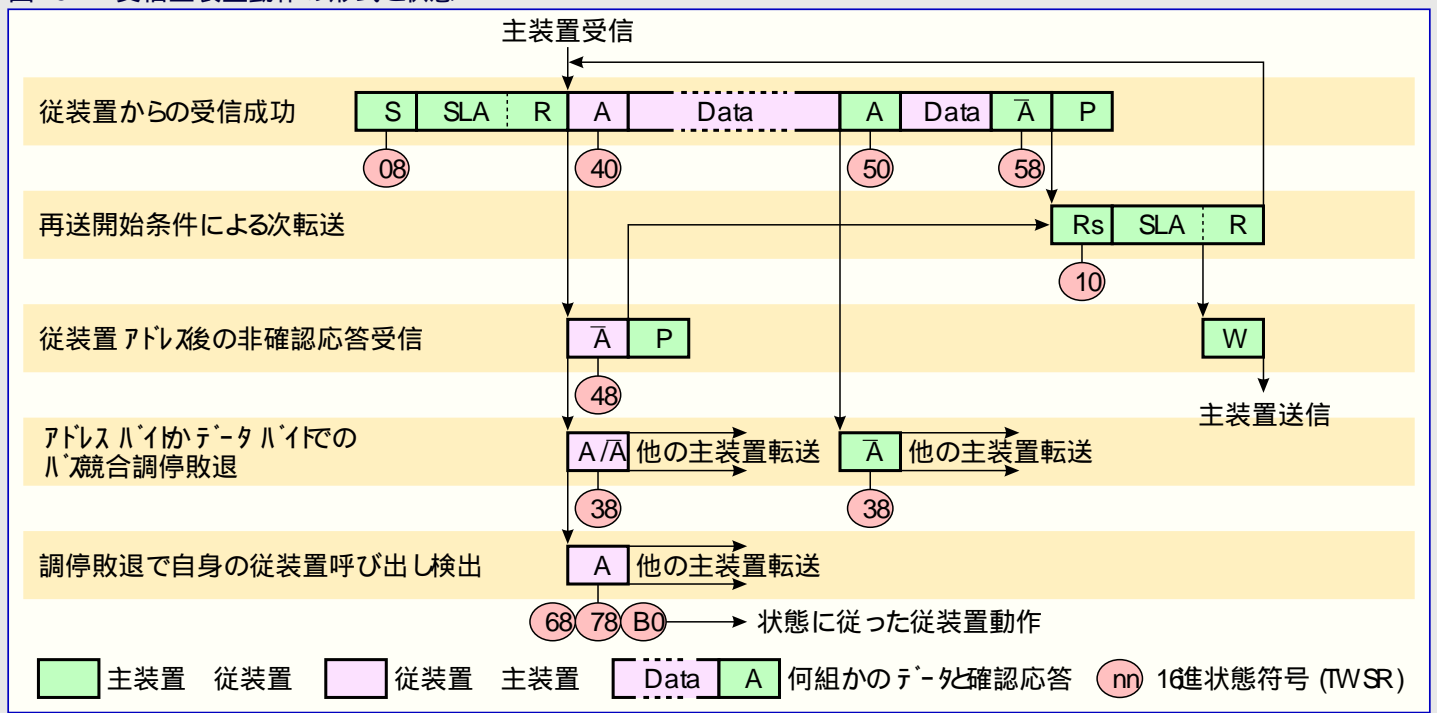 主装置受信
従装置からの受信成功
S SLA R A Data A Data A̅ P
08 40 50 58
再送開始条件による次転送
Rs SLA R
10
従装置アドレス後の非確認応答受信
A̅ P
W
48
主装置送信
アドレス バイトかデータ バイトでの
バス競合調停敗退
A/A̅ 他の主装置転送
A̅ 他の主装置転送
38 38
調停敗退で自身の従装置呼び出し検出
A 他の主装置転送
68 78 B0 状態に従った従装置動作
主装置 従装置
従装置 主装置
Data A 何組かのデータと確認応答
nn 16進状態符号 (TWSR)